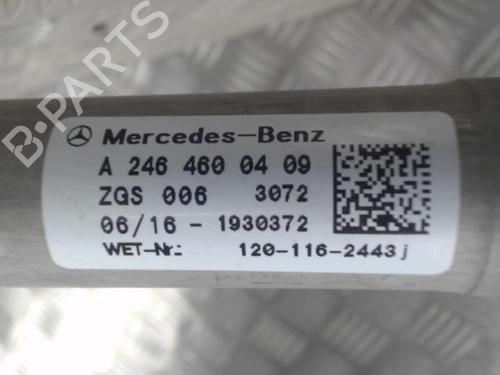 B-PARTS
Mercedes-Benz
A 246 460 04 09
ZGS 006 3072
06/16 - 1930372
WET-Nr.: 120-116-2443j